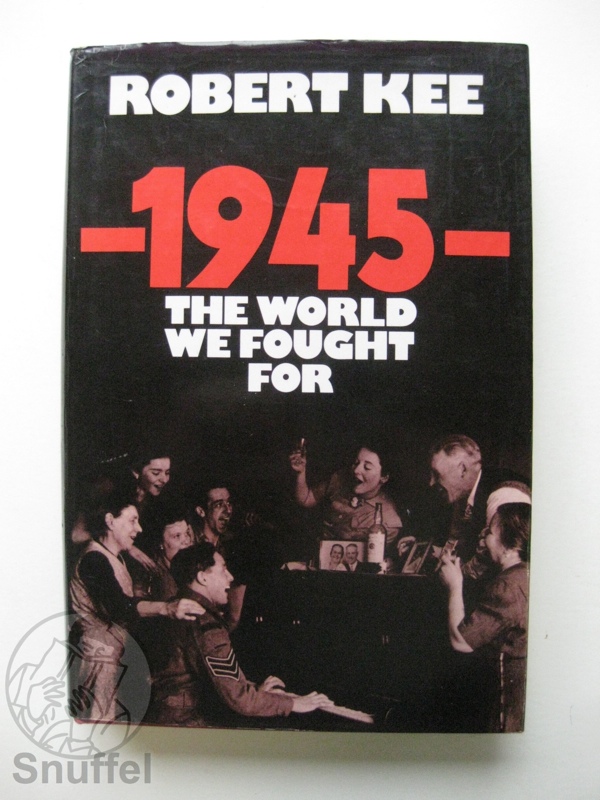 ROBERT KEE
-1945-
THE WORLD
WE FOUGHT
FOR
Snuffel